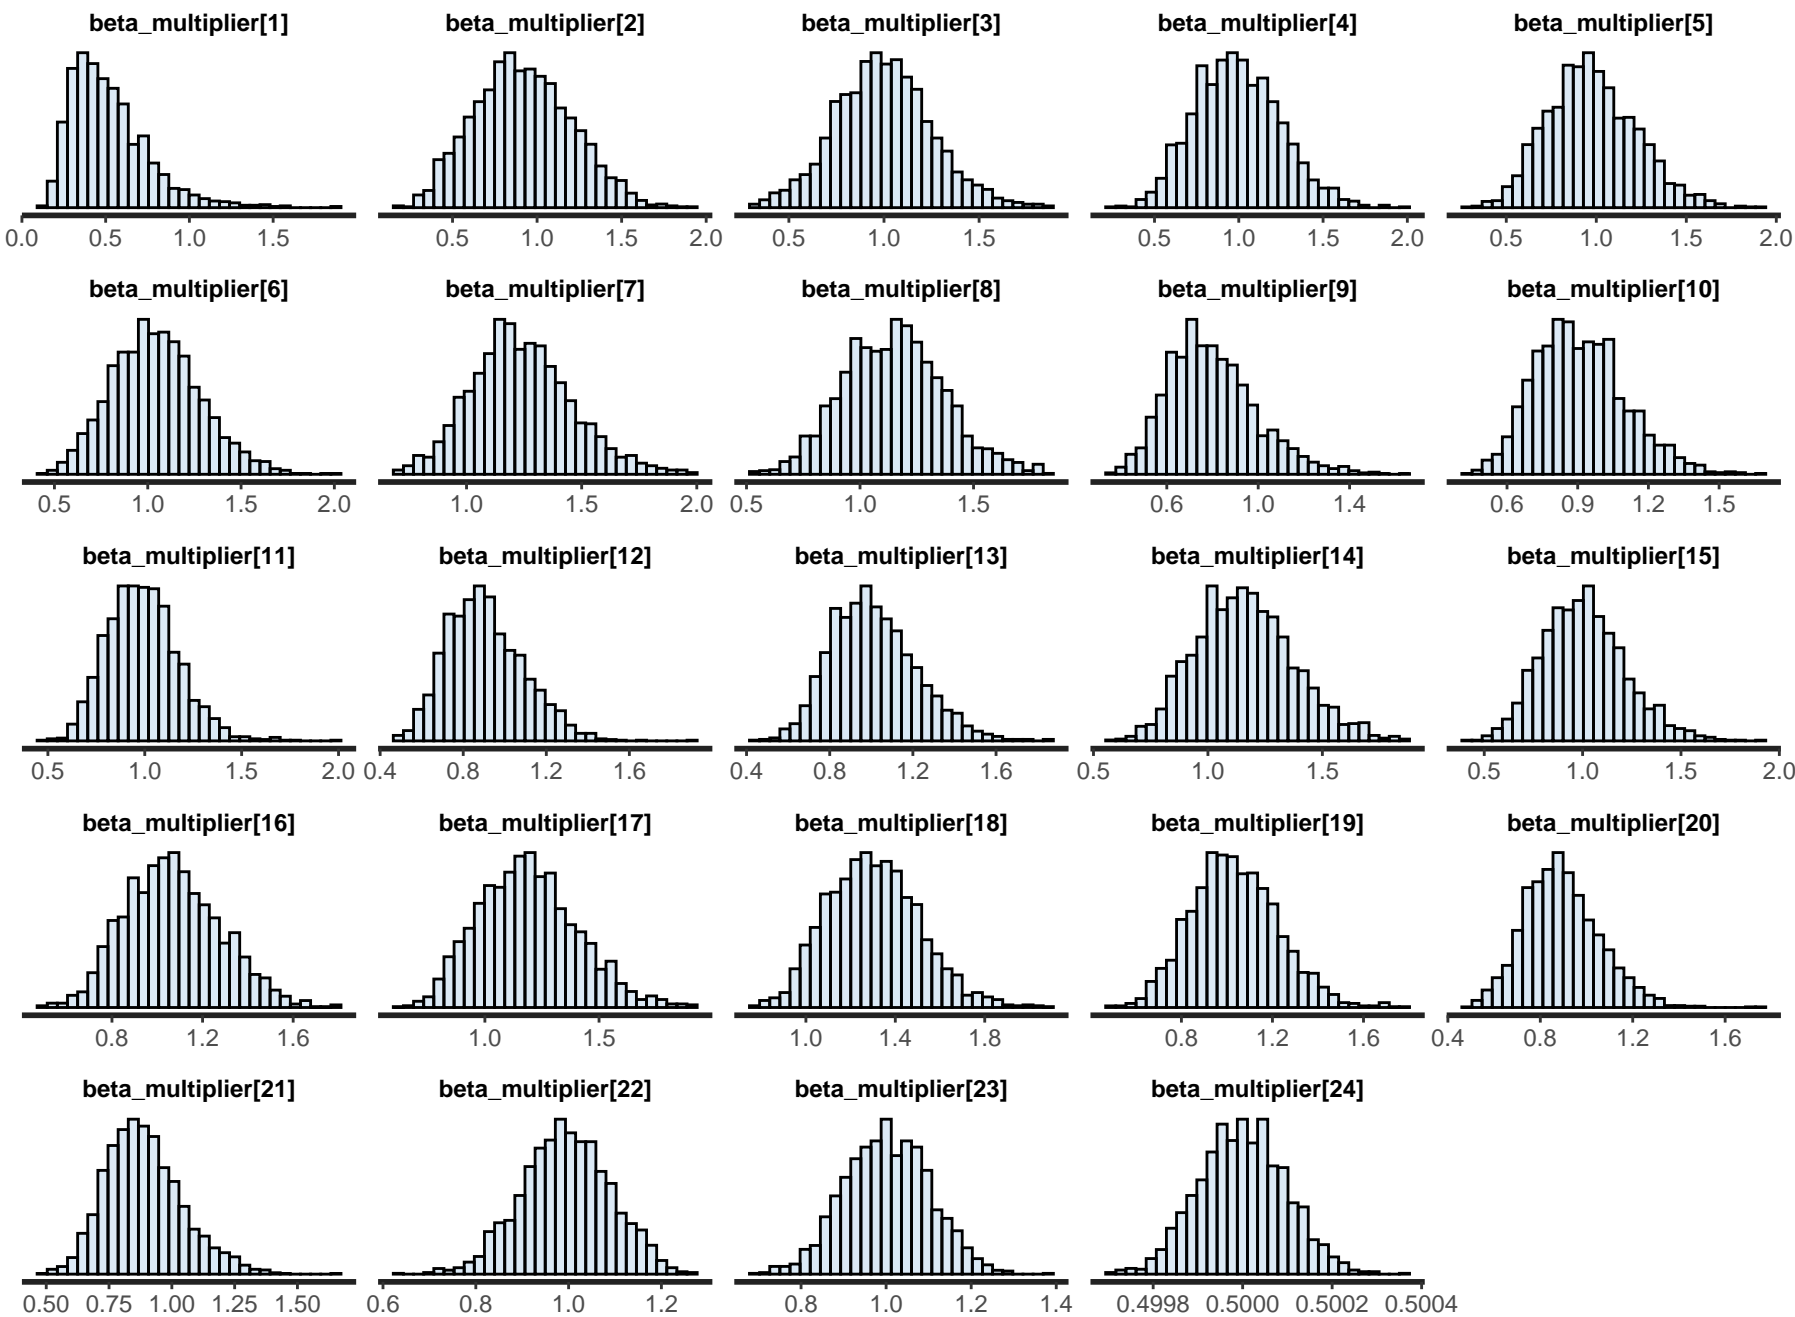 beta_multiplier[1] beta_multiplier[2] beta_multiplier[3] beta_multiplier[4] beta_multiplier[5]
0.0 0.5 1.0 1.5 0.5 1.0 1.5 2.0 0.5 1.0 1.5 0.5 1.0 1.5 2.0 0.5 1.0 1.5 2.0
beta_multiplier[6] beta_multiplier[7] beta_multiplier[8] beta_multiplier[9] beta_multiplier[10]
0.5 1.0 1.5 2.0 1.0 1.5 2.0 0.5 1.0 1.5 0.6 1.0 1.4 0.6 0.9 1.2 1.5
beta_multiplier[11] beta_multiplier[12] beta_multiplier[13] beta_multiplier[14] beta_multiplier[15]
0.5 1.0 1.5 2.0 0.4 0.8 1.2 1.6 0.4 0.8 1.2 1.6 0.5 1.0 1.5 0.5 1.0 1.5 2.0
beta_multiplier[16] beta_multiplier[17] beta_multiplier[18] beta_multiplier[19] beta_multiplier[20]
0.8 1.2 1.6 1.0 1.5 1.0 1.4 1.8 0.8 1.2 1.6 0.4 0.8 1.2 1.6
beta_multiplier[21] beta_multiplier[22] beta_multiplier[23] beta_multiplier[24]
0.50 0.75 1.00 1.25 1.50 0.6 0.8 1.0 1.2 0.8 1.0 1.2 1.4 0.4998 0.5000 0.5002 0.5004